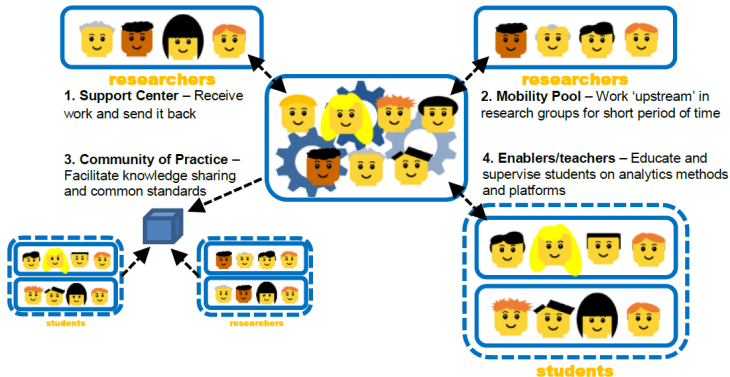 researchers
1. Support Center – Receive
work and send it back
researchers
2. Mobility Pool – Work ‘upstream’ in
research groups for short period of time
3. Community of Practice –
Facilitate knowledge sharing
and common standards
4. Enablers/teachers – Educate and
supervise students on analytics methods
and platforms
students
researchers
students